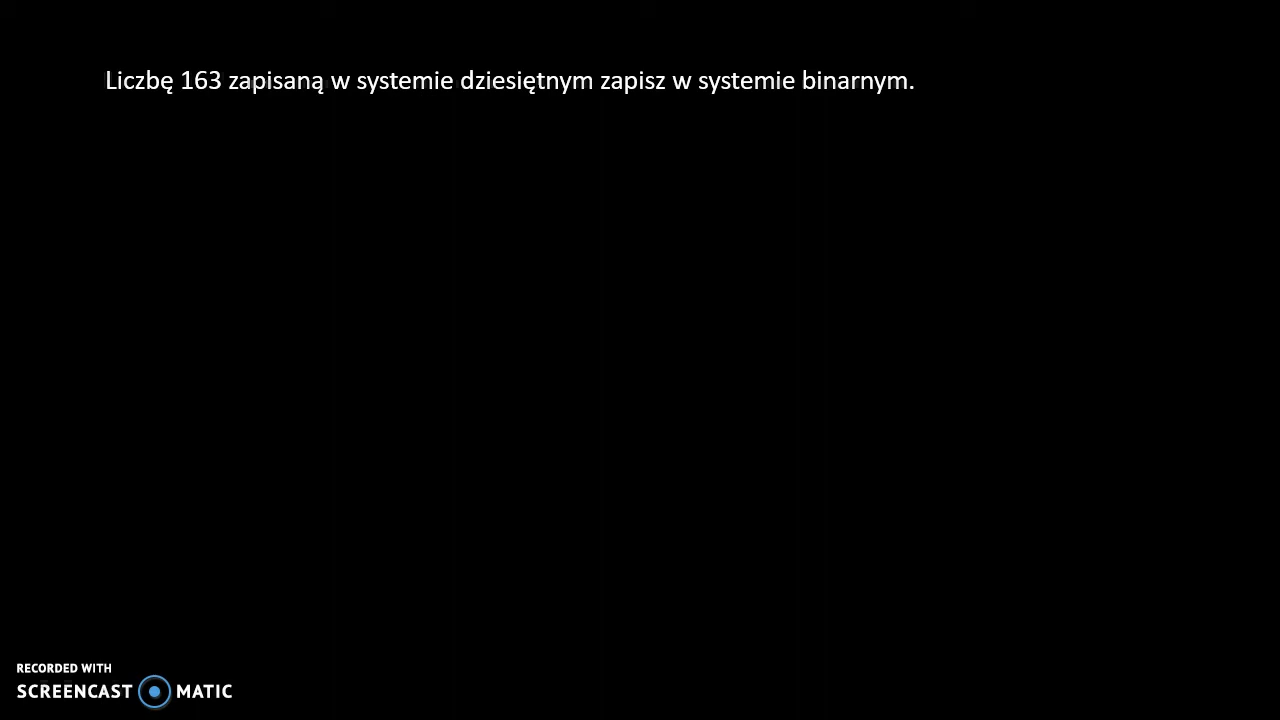 Liczbę 163 zapisaną w systemie dziesiętnym zapisz w systemie binarnym.
RECORDED WITH
SCREENCAST MATIC